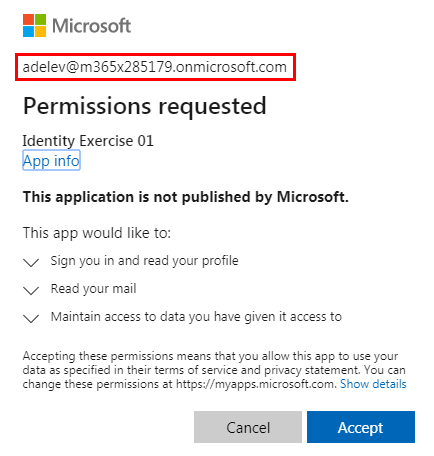 Microsoft
adelev@m365x285179.onmicrosoft.com
Permissions requested
Identity Exercise 01
App info
This application is not published by Microsoft.
This app would like to:
Sign you in and read your profile
Read your mail
Maintain access to data you have given it access to
Accepting these permissions means that you allow this app to use your
data as specified in their terms of service and privacy statement. You can
change these permissions at https://myapps.microsoft.com. Show details
Cancel
Accept